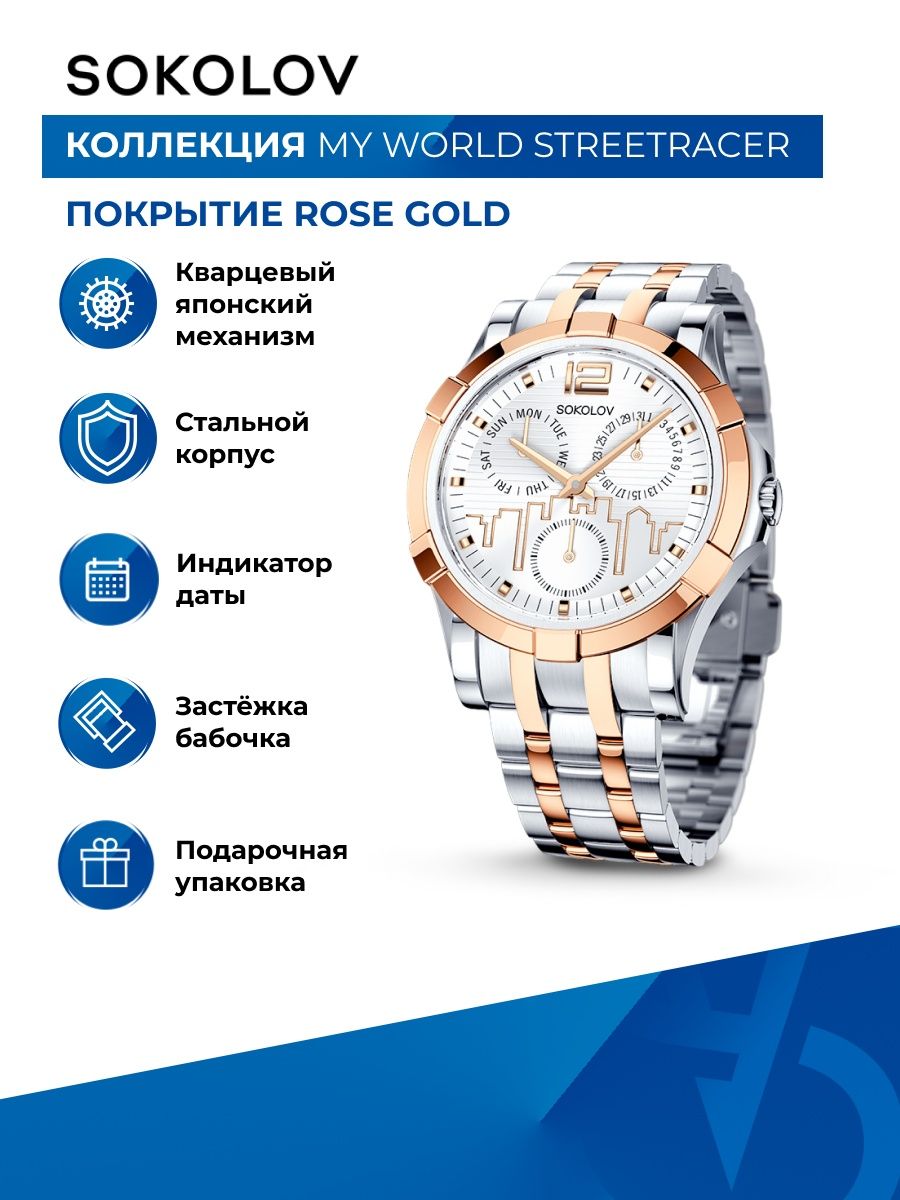 SOKOLOV
КОЛЛЕКЦИЯ MY WORLD STREETRACER
ПОКРЫТИЕ ROSE GOLD
Кварцевый
японский
механизм
Стальной
корпус
Индикатор
даты
Застёжка
бабочка
Подарочная
упаковка
12
SOKOLOV
SUN MON TUE WED THU FRI SAT